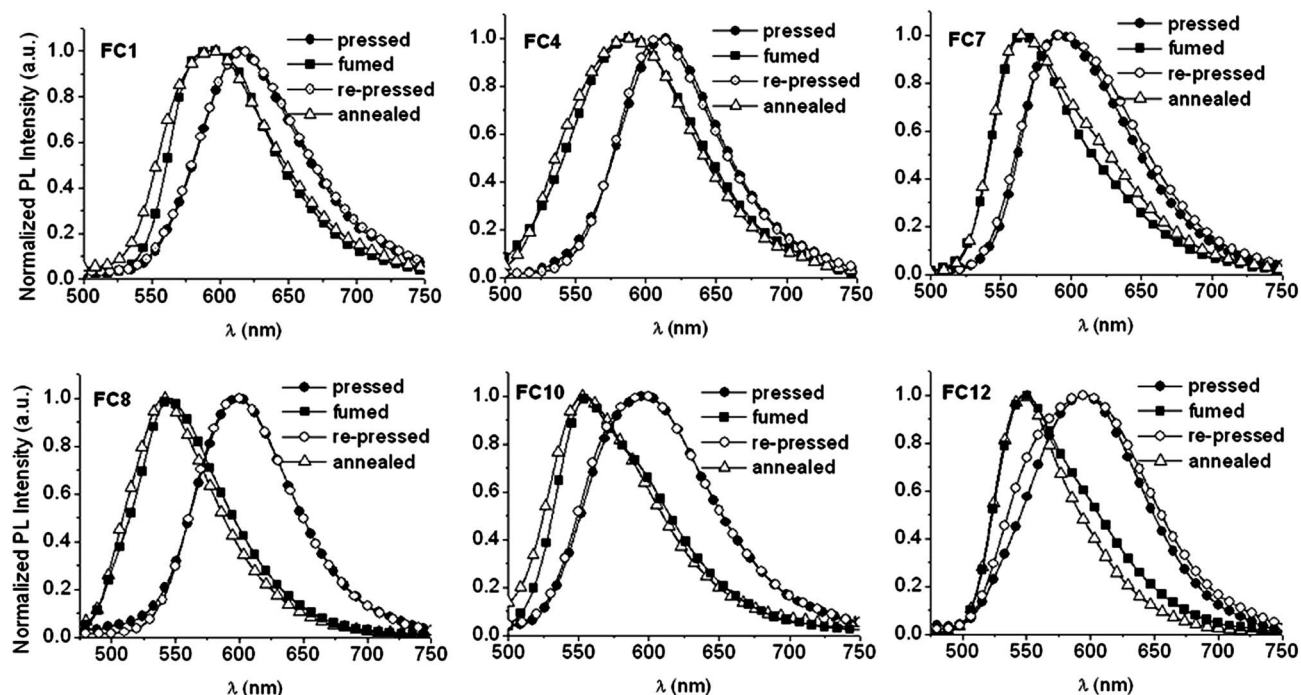 Normalized PL Intensity (a.u.)
FC1
pressed
fumed
re-pressed
annealed
1.0
0.8
0.6
0.4
0.2
0.0
500 550 600 650 700 750
λ (nm)
FC4
pressed
fumed
re-pressed
annealed
1.0
0.8
0.6
0.4
0.2
0.0
500 550 600 650 700 750
λ (nm)
FC7
pressed
fumed
re-pressed
annealed
1.0
0.8
0.6
0.4
0.2
0.0
500 550 600 650 700 750
λ (nm)
Normalized PL Intensity (a.u.)
FC8
pressed
fumed
re-pressed
annealed
1.0
0.8
0.6
0.4
0.2
0.0
500 550 600 650 700 750
λ (nm)
FC10
pressed
fumed
re-pressed
annealed
1.0
0.8
0.6
0.4
0.2
0.0
500 550 600 650 700 750
λ (nm)
FC12
pressed
fumed
re-pressed
annealed
1.0
0.8
0.6
0.4
0.2
0.0
500 550 600 650 700 750
λ (nm)